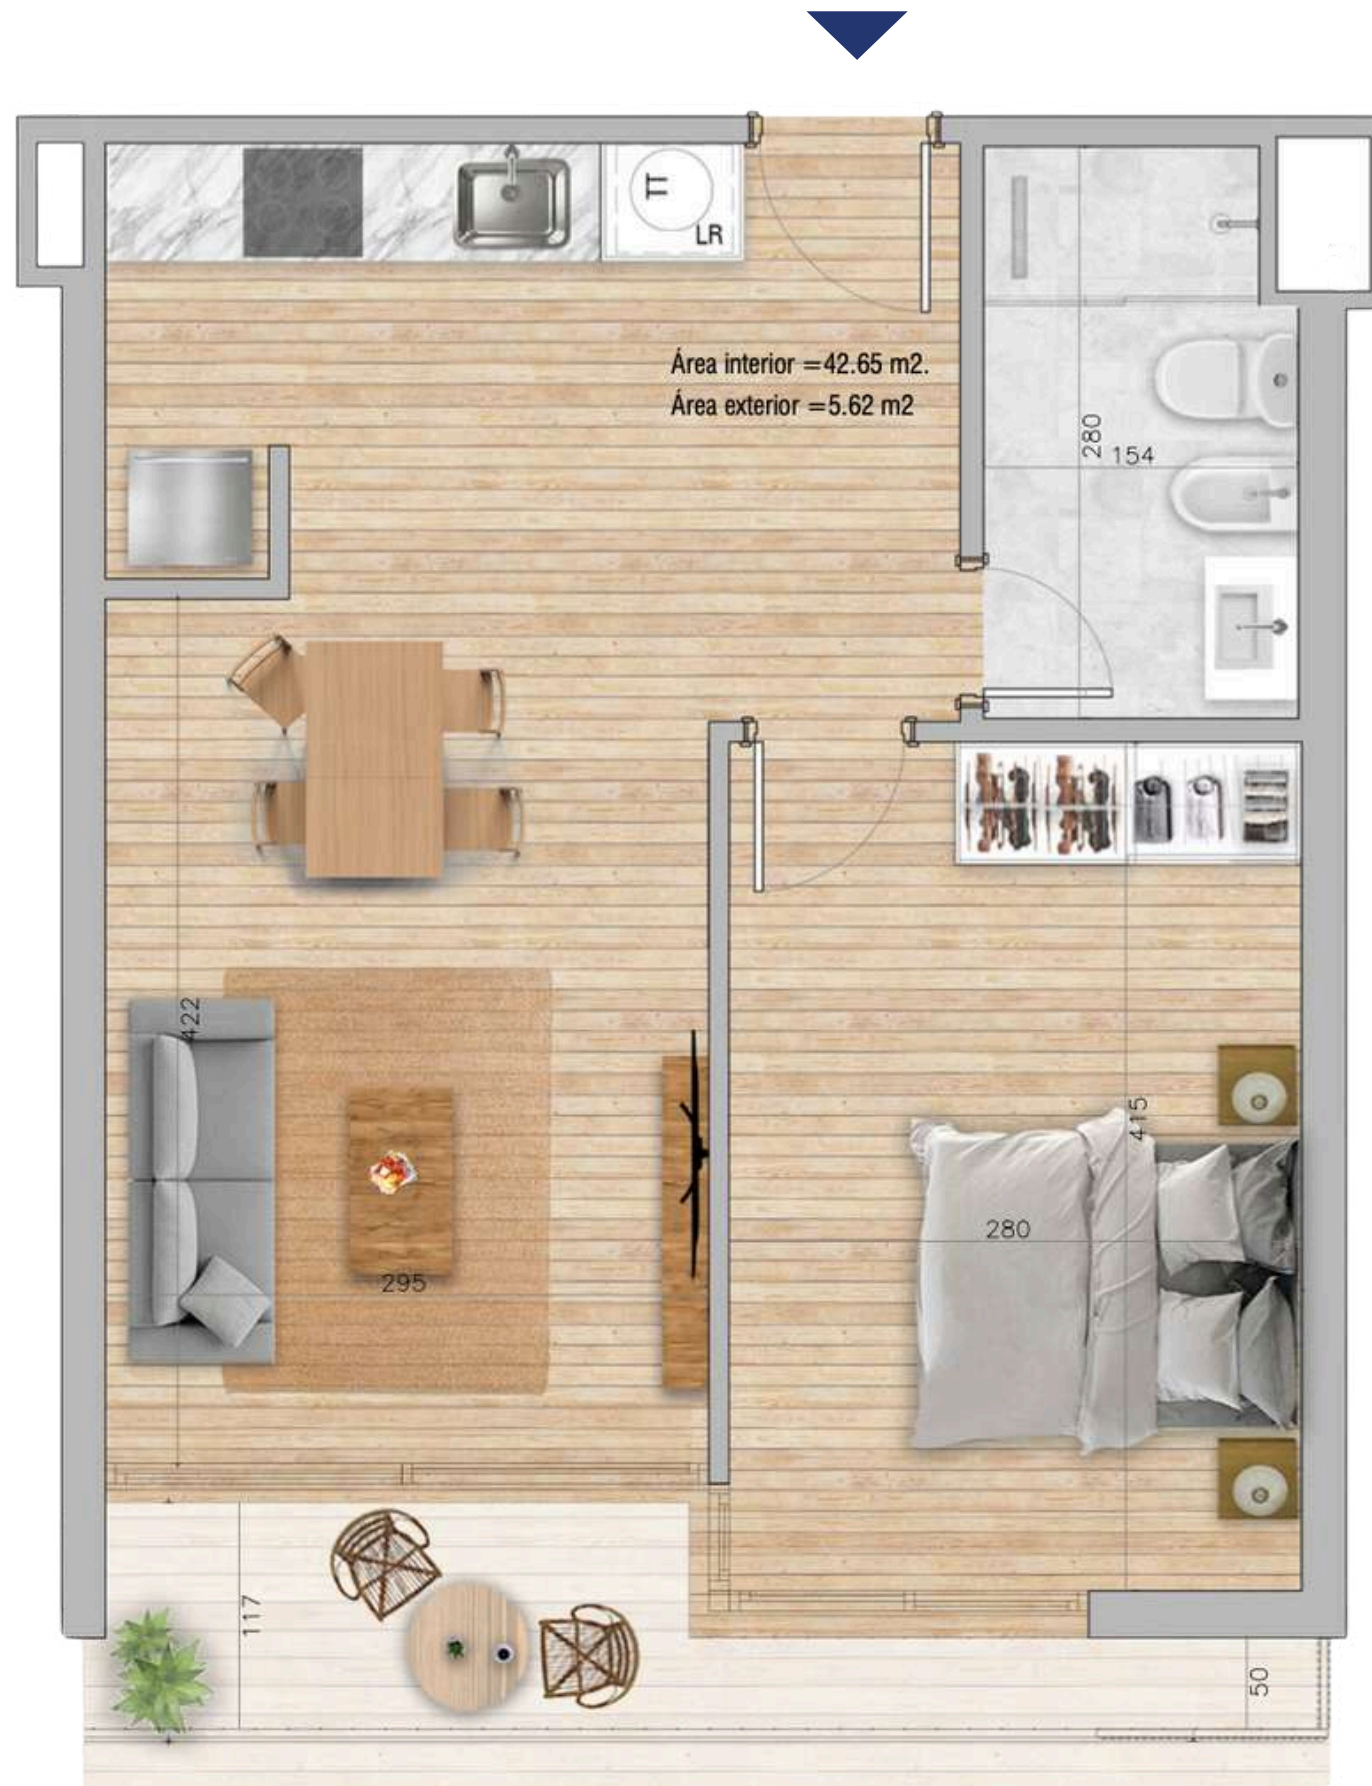 TT
LR
Área interior =42.65 m2.
Área exterior =5.62 m2
280
154
422
415
280
295
117
50